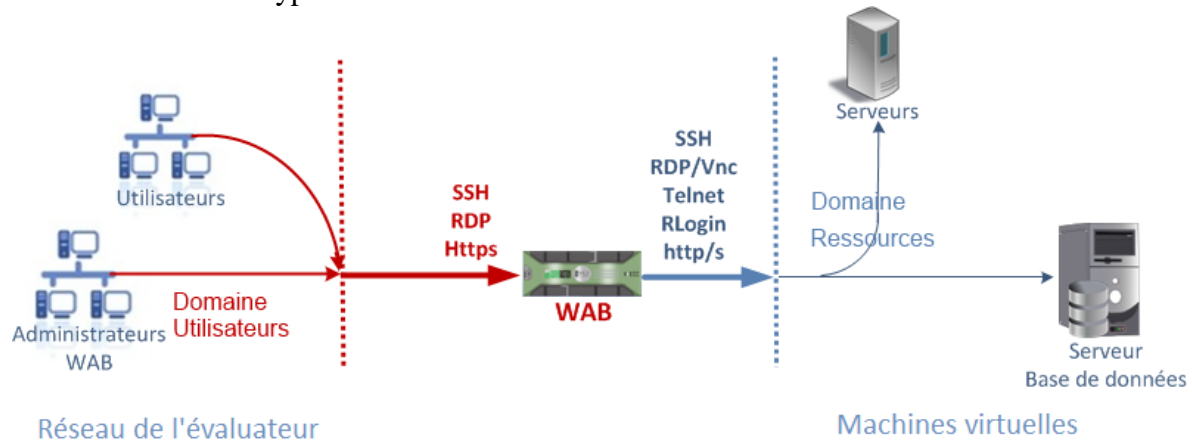 yp
Utilisateurs
Administrateurs
WAB
Domaine
Utilisateurs
SSH
RDP
Https
WAB
SSH
RDP/Vnc
Telnet
RLogin
http/s
Serveurs
Domaine
Ressources
Serveur
Base de données
Réseau de l'évaluateur
Machines virtuelles